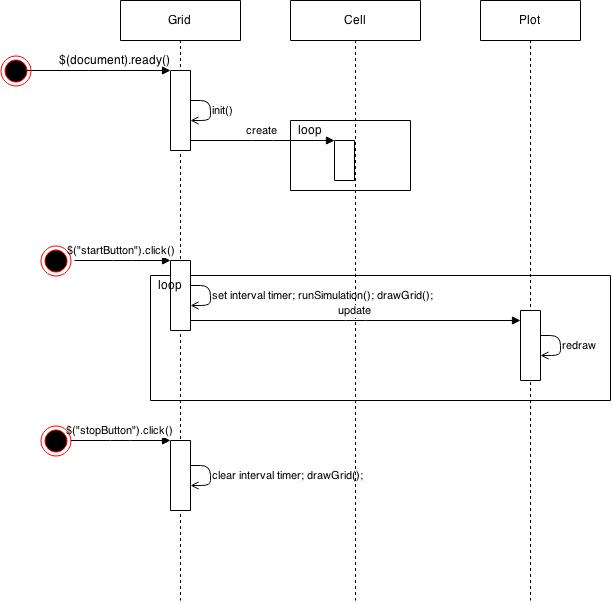 Grid
Cell
Plot
$(document).ready()
init()
create
loop
$("startButton").click()
loop
set interval timer; runSimulation(); drawGrid();
update
redraw
$("stopButton").click()
clear interval timer; drawGrid();